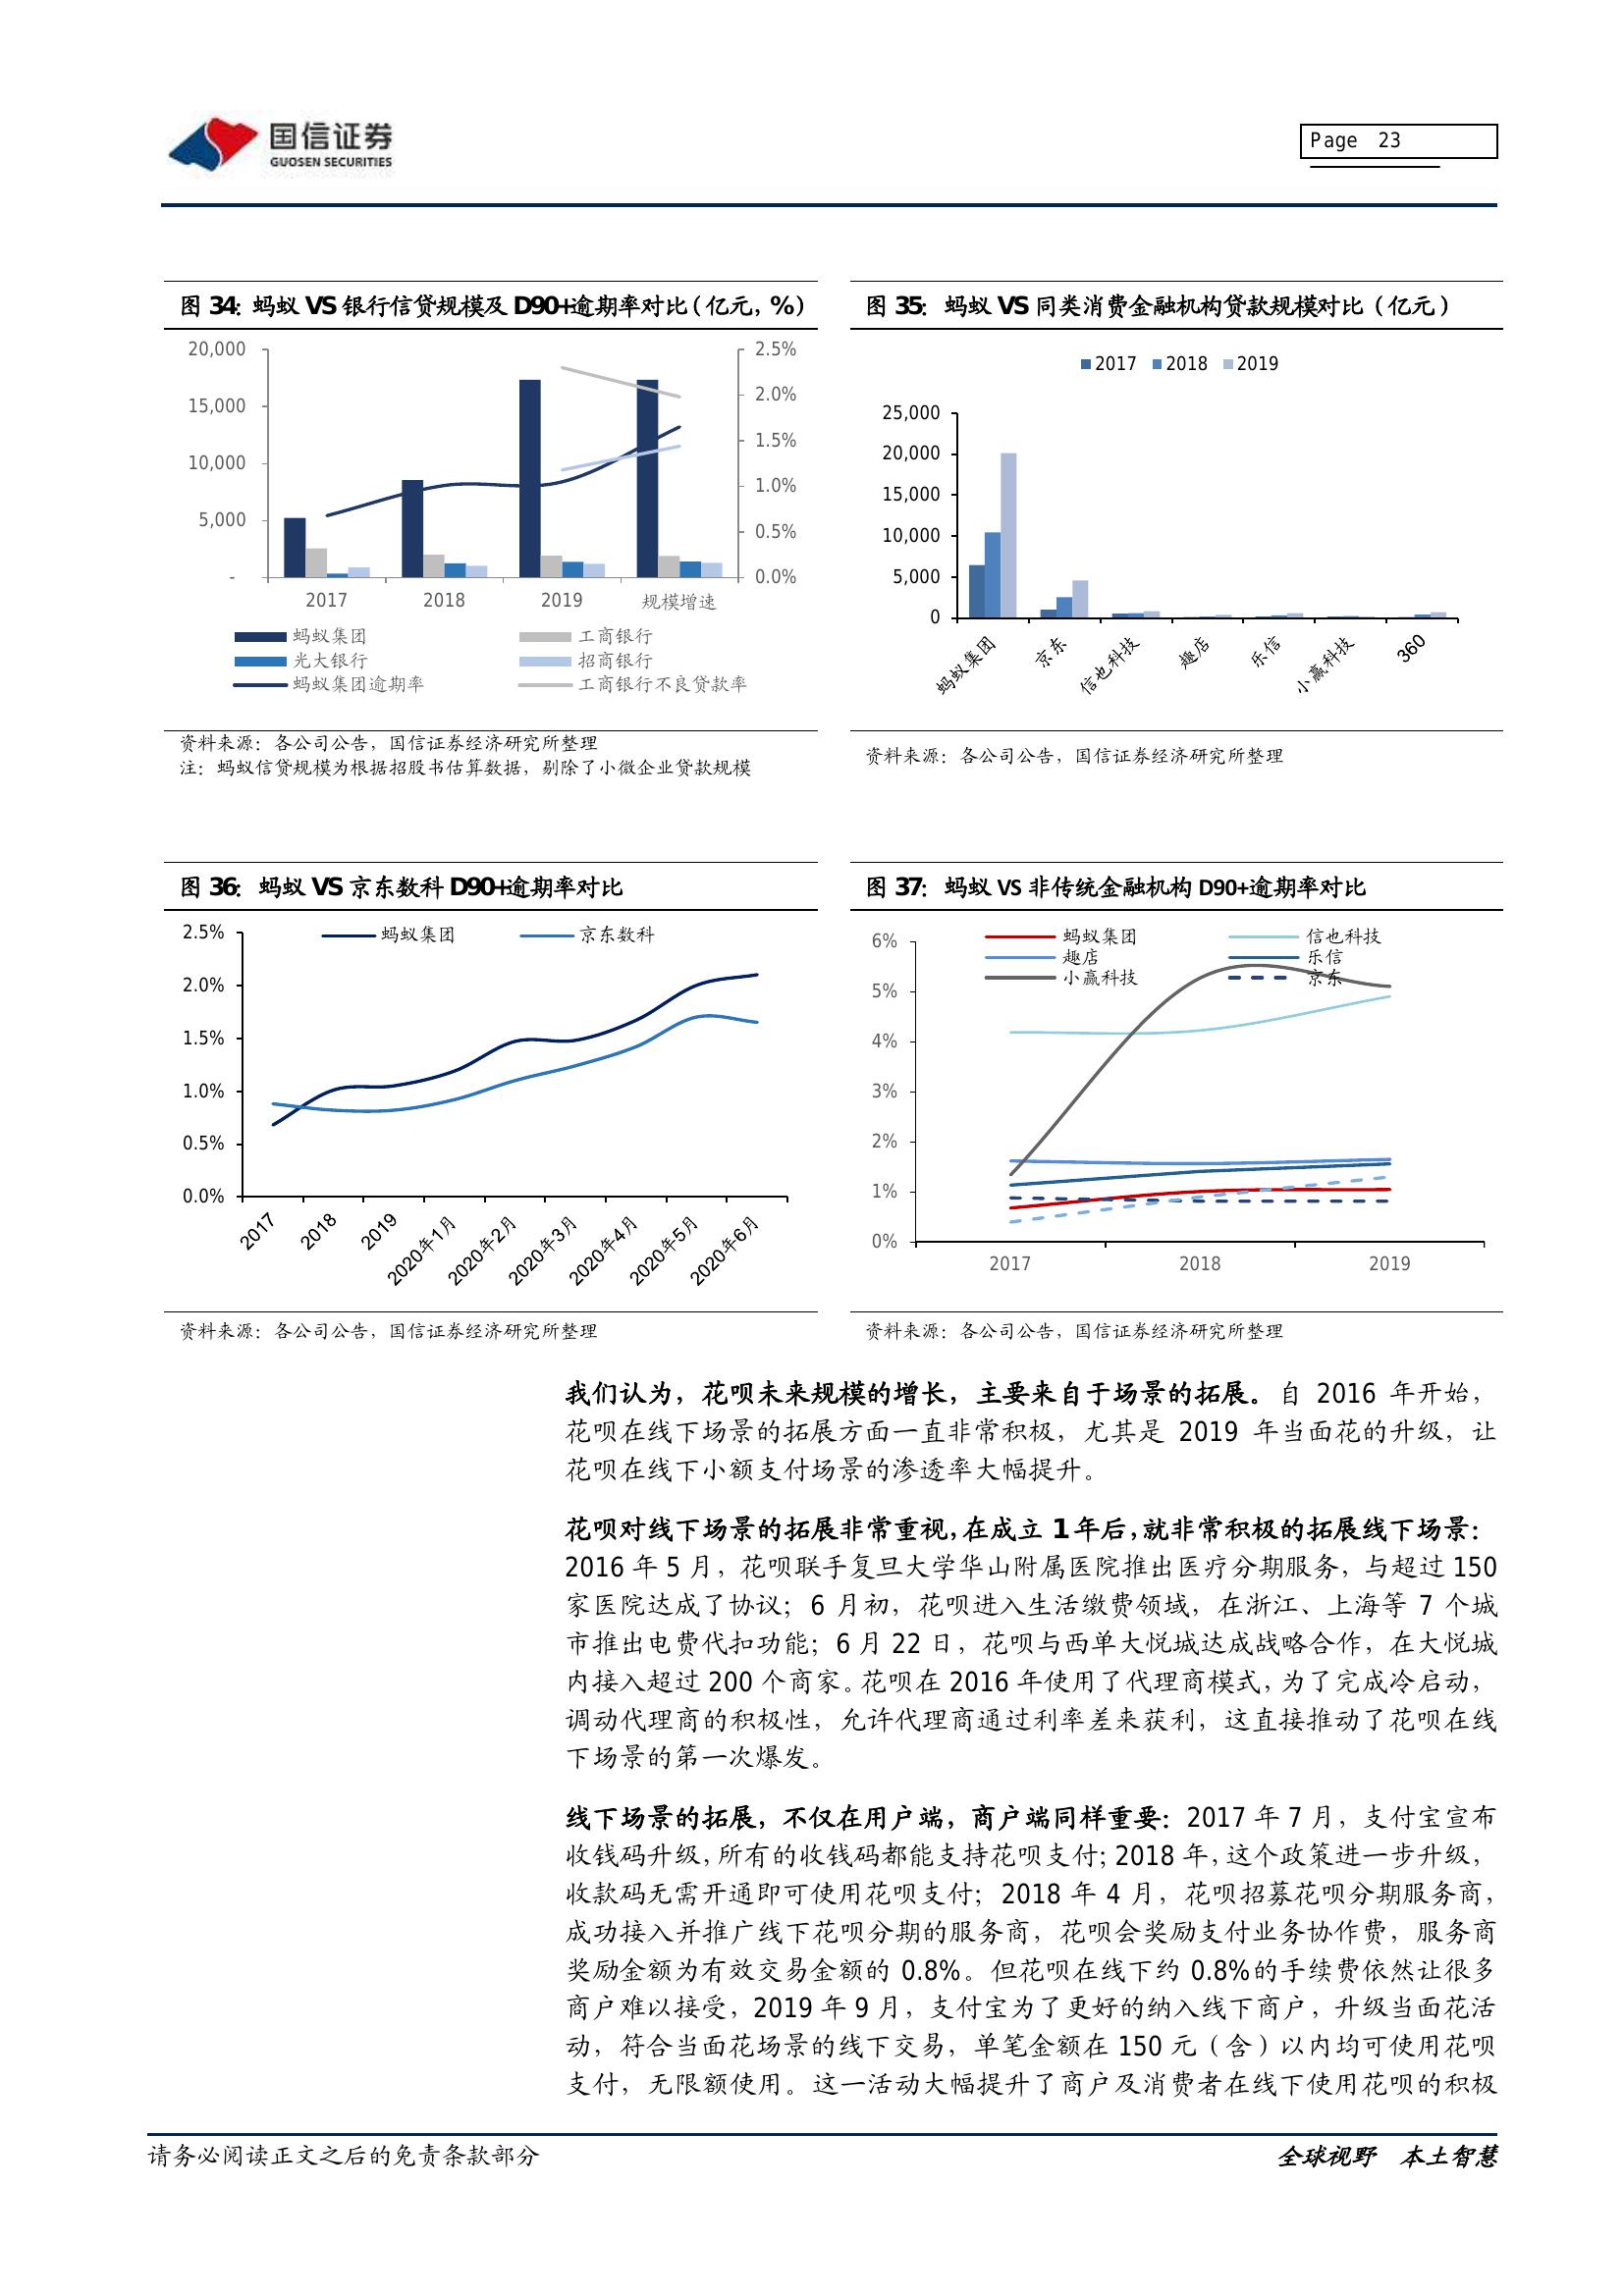 国信证券
GUOSEN SECURITIES
Page 23
图 34：蚂蚁 VS 银行信贷规模及 D90+逾期率对比（亿元，%）
20,000
15,000
10,000
5,000
-
2.5%
2.0%
1.5%
1.0%
0.5%
0.0%
2017 2018 2019 规模增速
蚂蚁集团 工商银行
光大银行 招商银行
蚂蚁集团逾期率 工商银行不良贷款率
资料来源：各公司公告，国信证券经济研究所整理
注：蚂蚁信贷规模为根据招股书估算数据，剔除了小微企业贷款规模
图 35： 蚂蚁 VS 同类消费金融机构贷款规模对比（亿元）
2017 2018 2019
25,000
20,000
15,000
10,000
5,000
0
蚂蚁集团 京东 信也科技 趣店 乐信 小赢科技 360
资料来源：各公司公告，国信证券经济研究所整理
图 36： 蚂蚁 VS 京东数科 D90+逾期率对比
蚂蚁集团 京东数科
2.5%
2.0%
1.5%
1.0%
0.5%
0.0%
2017 2018 2019 2020年1月 2020年2月 2020年3月 2020年4月 2020年5月 2020年6月
资料来源：各公司公告，国信证券经济研究所整理
图 37： 蚂蚁 VS 非传统金融机构 D90+逾期率对比
蚂蚁集团 信也科技
趣店 乐信
小赢科技 京东
6%
5%
4%
3%
2%
1%
0%
2017 2018 2019
资料来源：各公司公告，国信证券经济研究所整理
我们认为，花呗未来规模的增长，主要来自于场景的拓展。自 2016 年开始，
花呗在线下场景的拓展方面一直非常积极，尤其是 2019 年当面花的升级，让
花呗在线下小额支付场景的渗透率大幅提升。
花呗对线下场景的拓展非常重视，在成立 1 年后，就非常积极的拓展线下场景：
2016 年 5 月，花呗联手复旦大学华山附属医院推出医疗分期服务，与超过 150
家医院达成了协议；6 月初，花呗进入生活缴费领域，在浙江、上海等 7 个城
市推出电费代扣功能；6 月 22 日，花呗与西单大悦城达成战略合作，在大悦城
内接入超过 200 个商家。花呗在 2016 年使用了代理商模式，为了完成冷启动，
调动代理商的积极性，允许代理商通过利率差来获利，这直接推动了花呗在线
下场景的第一次爆发。
线下场景的拓展，不仅在用户端，商户端同样重要：2017 年 7 月，支付宝宣布
收钱码升级，所有的收钱码都能支持花呗支付；2018 年，这个政策进一步升级，
收款码无需开通即可使用花呗支付；2018 年 4 月，花呗招募花呗分期服务商，
成功接入并推广线下花呗分期的服务商，花呗会奖励支付业务协作费，服务商
奖励金额为有效交易金额的 0.8%。但花呗在线下约 0.8%的手续费依然让很多
商户难以接受，2019 年 9 月，支付宝为了更好的纳入线下商户，升级当面花活
动，符合当面花场景的线下交易，单笔金额在 150 元（含）以内均可使用花呗
支付，无限额使用。这一活动大幅提升了商户及消费者在线下使用花呗的积极
请务必阅读正文之后的免责条款部分
全球视野 本土智慧